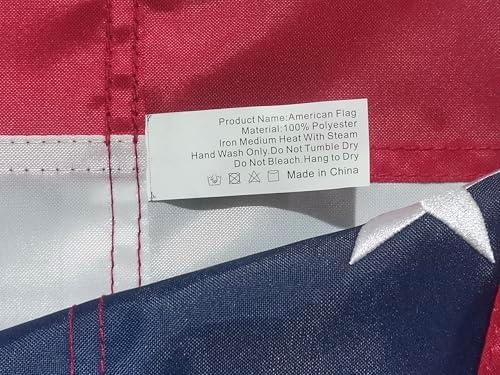 Product Name:American Flag
Material:100% Polyester
Iron Medium Heat With Steam
Hand Wash Only.Do Not Tumble Dry
Do Not Bleach. Hang to Dry
Made in China